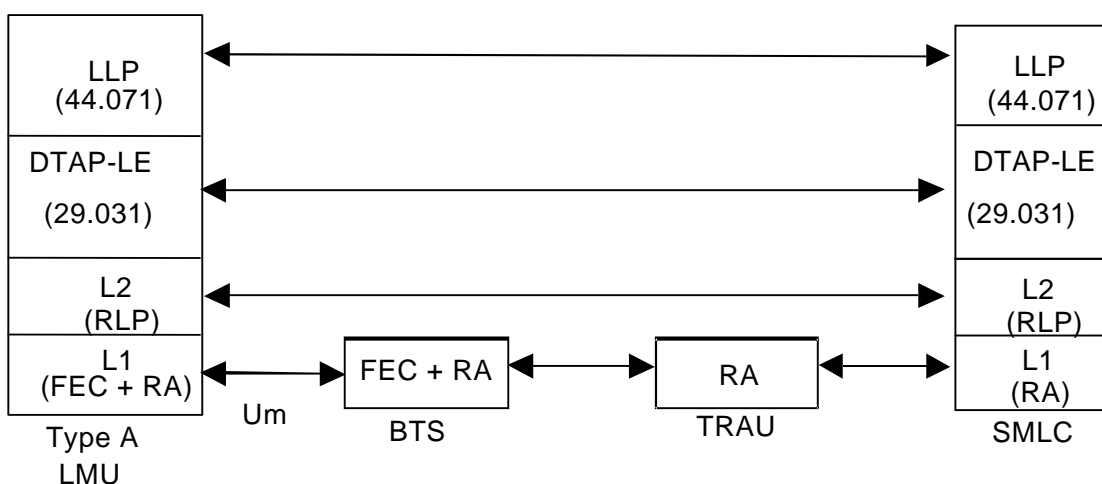 LLP
(44.071)
LLP
(44.071)
DTAP-LE
(29.031)
DTAP-LE
(29.031)
L2
(RLP)
L2
(RLP)
L1
(FEC + RA)
FEC + RA
RA
L1
(RA)
Um
BTS
TRAU
SMLC
Type A
LMU